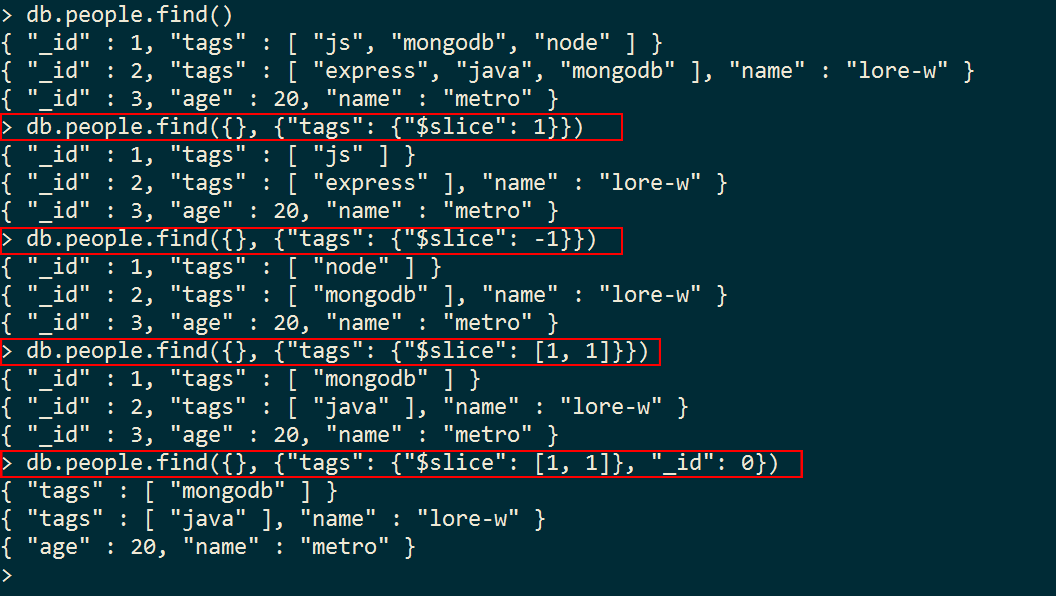 > db.people.find()
{ "_id" : 1, "tags" : [ "js", "mongodb", "node" ] }
{ "_id" : 2, "tags" : [ "express", "java", "mongodb" ], "name" : "lore-w" }
{ "_id" : 3, "age" : 20, "name" : "metro" }
> db.people.find({}, {"tags": {"$slice": 1}})
{ "_id" : 1, "tags" : [ "js" ] }
{ "_id" : 2, "tags" : [ "express" ], "name" : "lore-w" }
{ "_id" : 3, "age" : 20, "name" : "metro" }
> db.people.find({}, {"tags": {"$slice": -1}})
{ "_id" : 1, "tags" : [ "node" ] }
{ "_id" : 2, "tags" : [ "mongodb" ], "name" : "lore-w" }
{ "_id" : 3, "age" : 20, "name" : "metro" }
> db.people.find({}, {"tags": {"$slice": [1, 1]}})
{ "_id" : 1, "tags" : [ "mongodb" ] }
{ "_id" : 2, "tags" : [ "java" ], "name" : "lore-w" }
{ "_id" : 3, "age" : 20, "name" : "metro" }
> db.people.find({}, {"tags": {"$slice": [1, 1]}, "_id": 0})
{ "tags" : [ "mongodb" ] }
{ "tags" : [ "java" ], "name" : "lore-w" }
{ "age" : 20, "name" : "metro" }
>